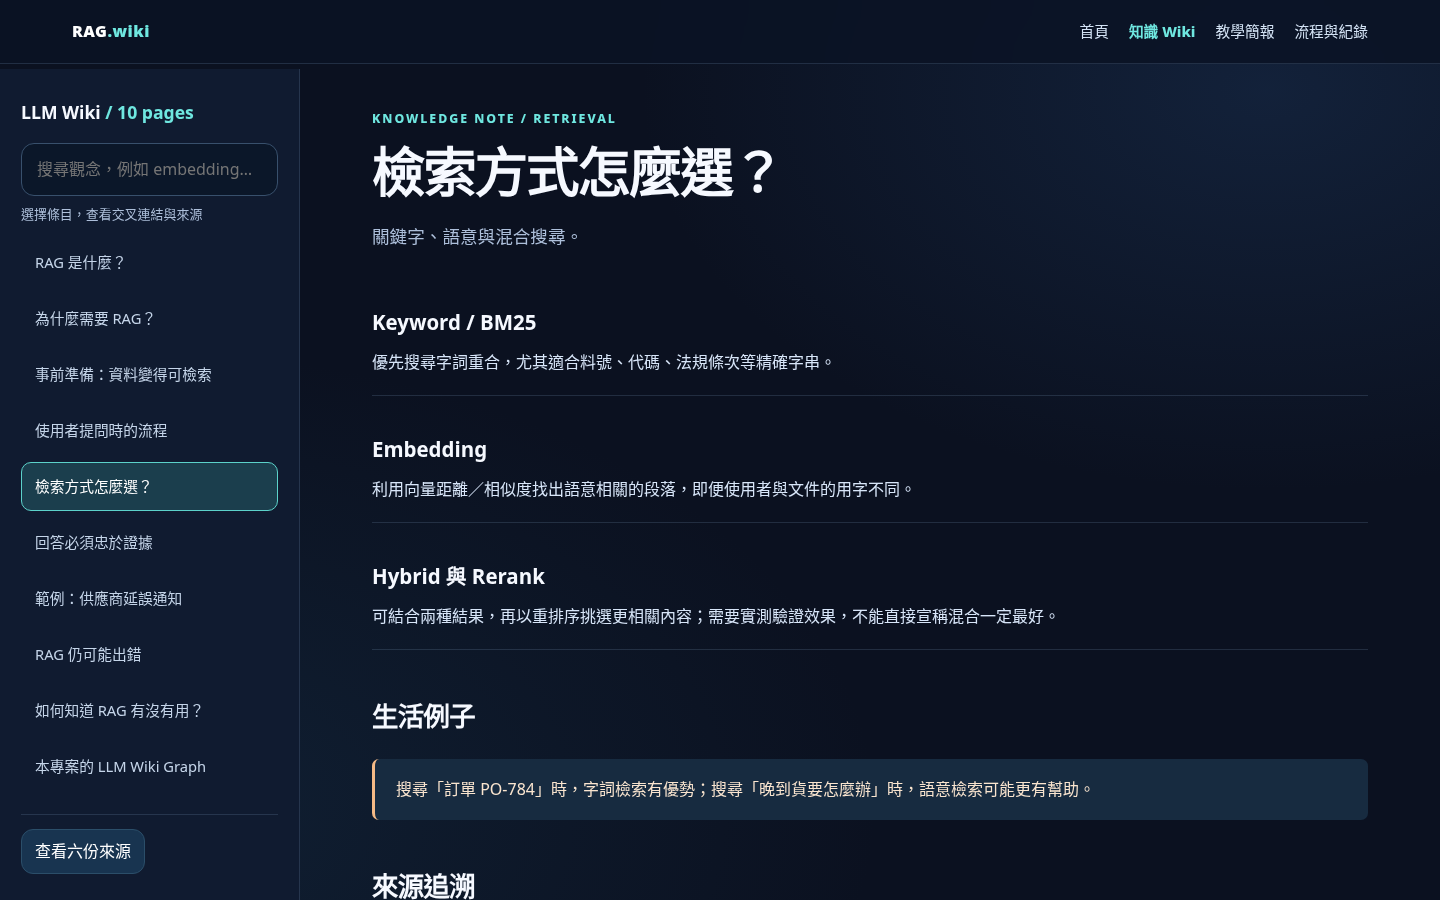 RAG.wiki
首頁
知識 Wiki
教學簡報
流程與紀錄
LLM Wiki / 10 pages
搜尋觀念，例如 embedding...
選擇條目，查看交叉連結與來源
RAG 是什麼？
為什麼需要 RAG？
事前準備：資料變得可檢索
使用者提問時的流程
檢索方式怎麼選？
回答必須忠於證據
範例：供應商延誤通知
RAG 仍可能出錯
如何知道 RAG 有沒有用？
本專案的 LLM Wiki Graph
查看六份來源
KNOWLEDGE NOTE / RETRIEVAL
檢索方式怎麼選？
關鍵字、語意與混合搜尋。
Keyword / BM25
優先搜尋字詞重合，尤其適合料號、代碼、法規條次等精確字串。
Embedding
利用向量距離／相似度找出語意相關的段落，即便使用者與文件的用字不同。
Hybrid 與 Rerank
可結合兩種結果，再以重排序挑選更相關內容；需要實測驗證效果，不能直接宣稱混合一定最好。
生活例子
搜尋「訂單 PO-784」時，字詞檢索有優勢；搜尋「晚到貨要怎麼辦」時，語意檢索可能更有幫助。
來源追溯